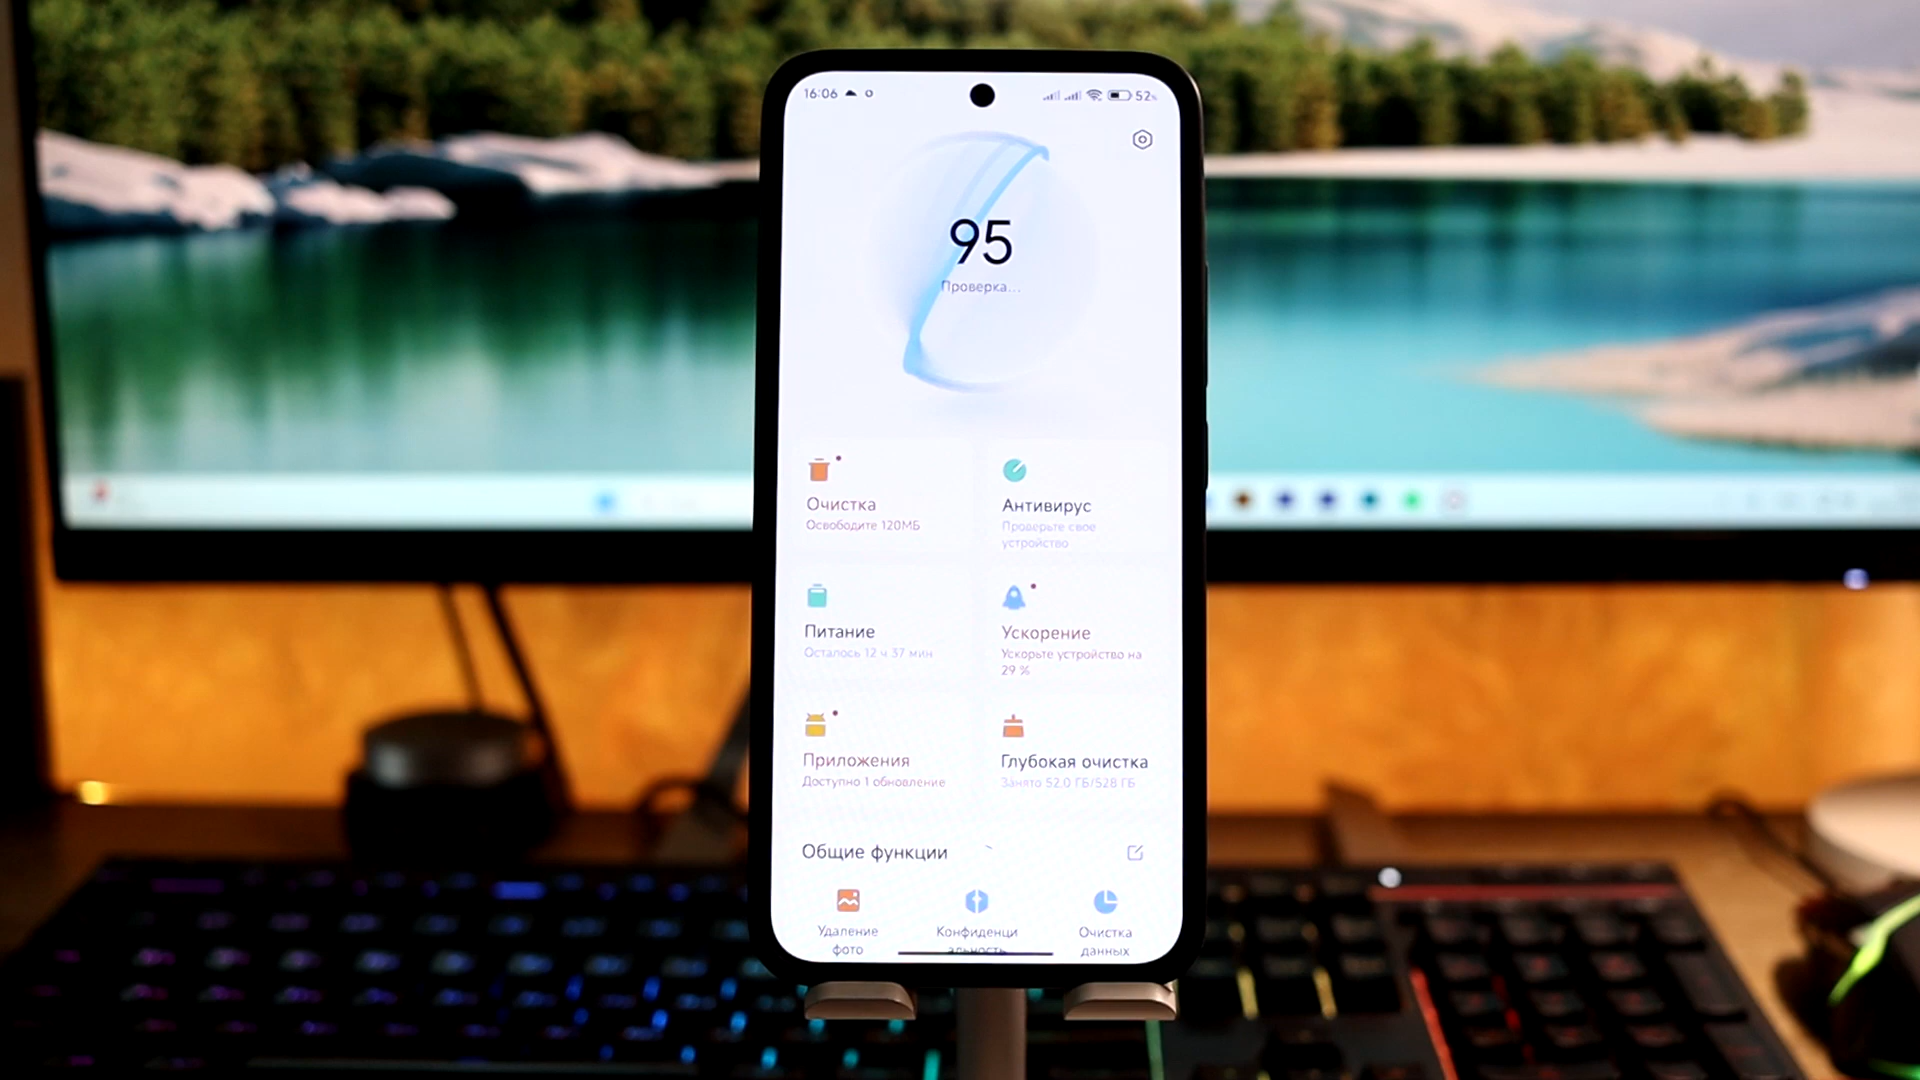 16:06 52%
95
Проверка...
Очистка
Освободите 120МБ
Антивирус
Проверьте свое
устройство
Питание
Осталось 12 ч 37 мин
Ускорение
Ускорьте устройство на
29 %
Приложения
Доступно 1 обновление
Глубокая очистка
Занято 52.0 ГБ/528 ГБ
Общие функции
Удаление
фото
Конфиденци
альность
Очистка
данных